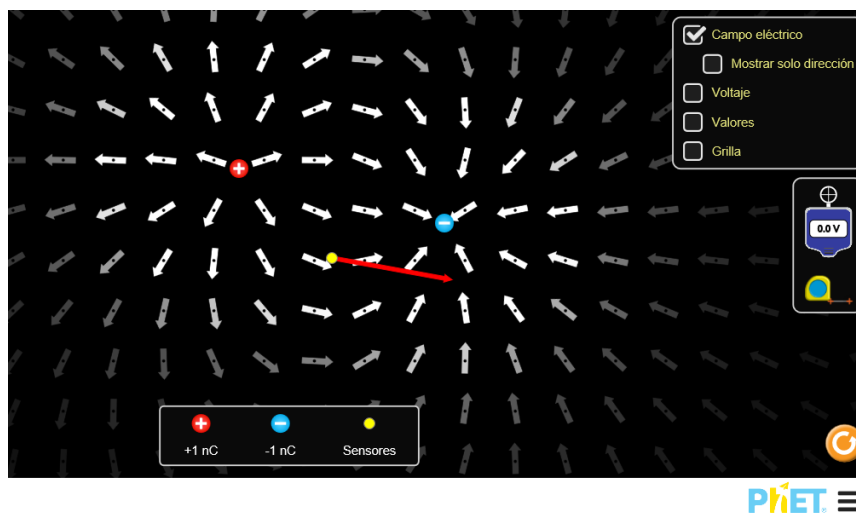 Campo eléctrico
Mostrar solo dirección
Voltaje
Valores
Grilla
0.0 V
+1 nC
-1 nC
Sensores
PhET